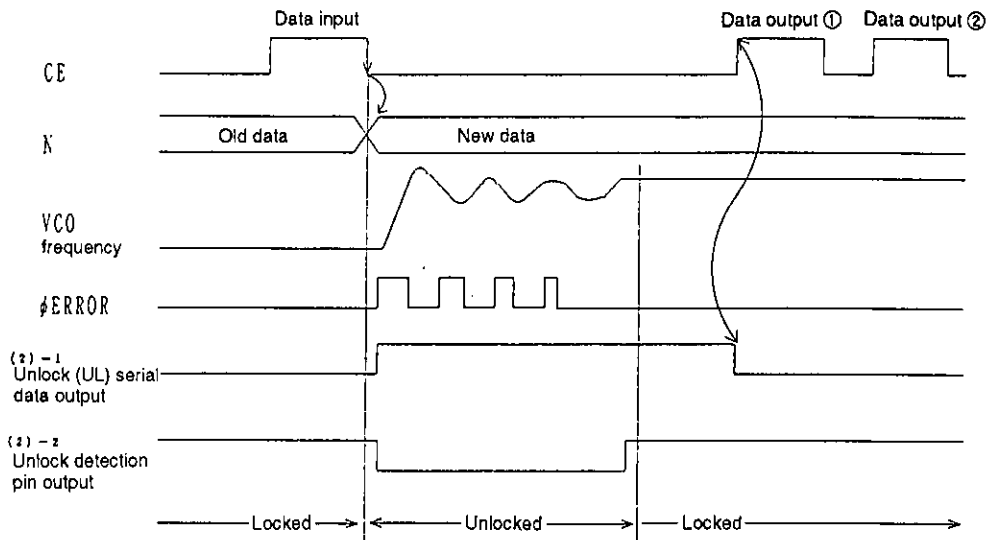 Data input
Data output ① Data output ②
CE
N
Old data New data
VCO
frequency
ϕERROR
(2)-1
Unlock (UL) serial
data output
(2)-2
Unlock detection
pin output
Locked Unlocked Locked